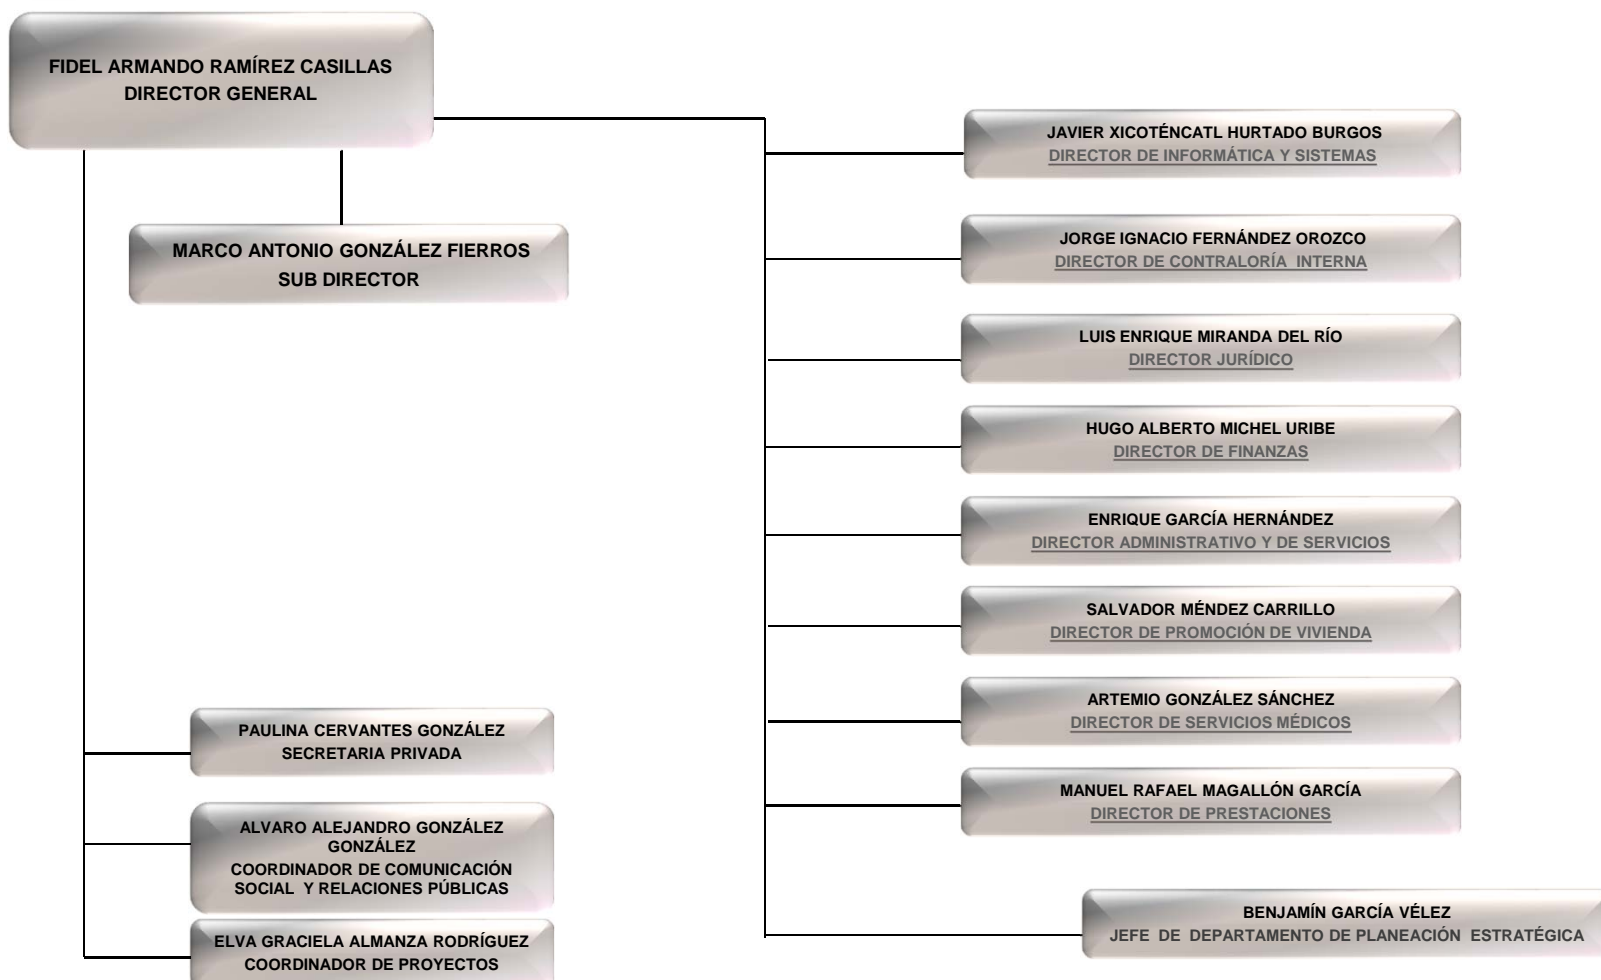 FIDEL ARMANDO RAMÍREZ CASILLAS
DIRECTOR GENERAL
MARCO ANTONIO GONZÁLEZ FIERROS
SUB DIRECTOR
PAULINA CERVANTES GONZÁLEZ
SECRETARIA PRIVADA
ALVARO ALEJANDRO GONZÁLEZ
GONZÁLEZ
COORDINADOR DE COMUNICACIÓN
SOCIAL Y RELACIONES PÚBLICAS
ELVA GRACIELA ALMANZA RODRÍGUEZ
COORDINADOR DE PROYECTOS
JAVIER XICOTÉNCATL HURTADO BURGOS
DIRECTOR DE INFORMÁTICA Y SISTEMAS
JORGE IGNACIO FERNÁNDEZ OROZCO
DIRECTOR DE CONTRALORÍA INTERNA
LUIS ENRIQUE MIRANDA DEL RÍO
DIRECTOR JURÍDICO
HUGO ALBERTO MICHEL URIBE
DIRECTOR DE FINANZAS
ENRIQUE GARCÍA HERNÁNDEZ
DIRECTOR ADMINISTRATIVO Y DE SERVICIOS
SALVADOR MÉNDEZ CARRILLO
DIRECTOR DE PROMOCIÓN DE VIVIENDA
ARTEMIO GONZÁLEZ SÁNCHEZ
DIRECTOR DE SERVICIOS MÉDICOS
MANUEL RAFAEL MAGALLÓN GARCÍA
DIRECTOR DE PRESTACIONES
BENJAMÍN GARCÍA VÉLEZ
JEFE DE DEPARTAMENTO DE PLANEACIÓN ESTRATÉGICA